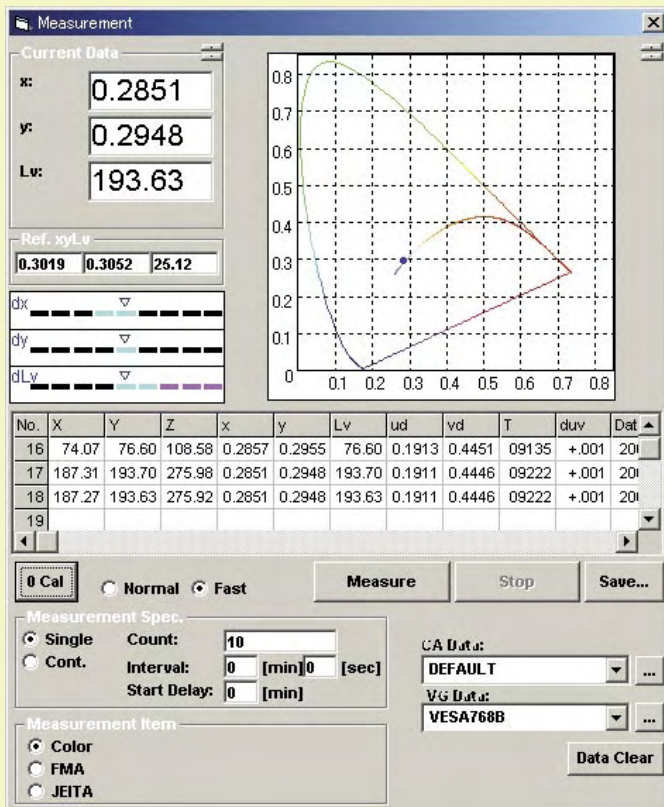 Measurement
Current Data
x: 0.2851
y: 0.2948
Lv: 193.63
Ref. xyLv
0.3019 0.3052 25.12
dx
dy
dLv
0.8
0.7
0.6
0.5
0.4
0.3
0.2
0.1
0 0.1 0.2 0.3 0.4 0.5 0.6 0.7 0.8
No. X Y Z x y Lv ud vd T duv Dat
16 74.07 76.60 108.58 0.2857 0.2955 76.60 0.1913 0.4451 09135 +.001 20
17 187.31 193.70 275.98 0.2851 0.2948 193.70 0.1911 0.4446 09222 +.001 20
18 187.27 193.63 275.92 0.2851 0.2948 193.63 0.1911 0.4446 09222 +.001 20
19
0 Cal Normal Fast Measure Stop Save...
Measurement Spec.
Single Count: 10
Cont. Interval: 0 [min] 0 [sec]
Start Delay: 0 [min]
CA Data:
DEFAULT ...
VG Data:
VESA768B ...
Measurement Item
Color
FMA
JEITA
Data Clear